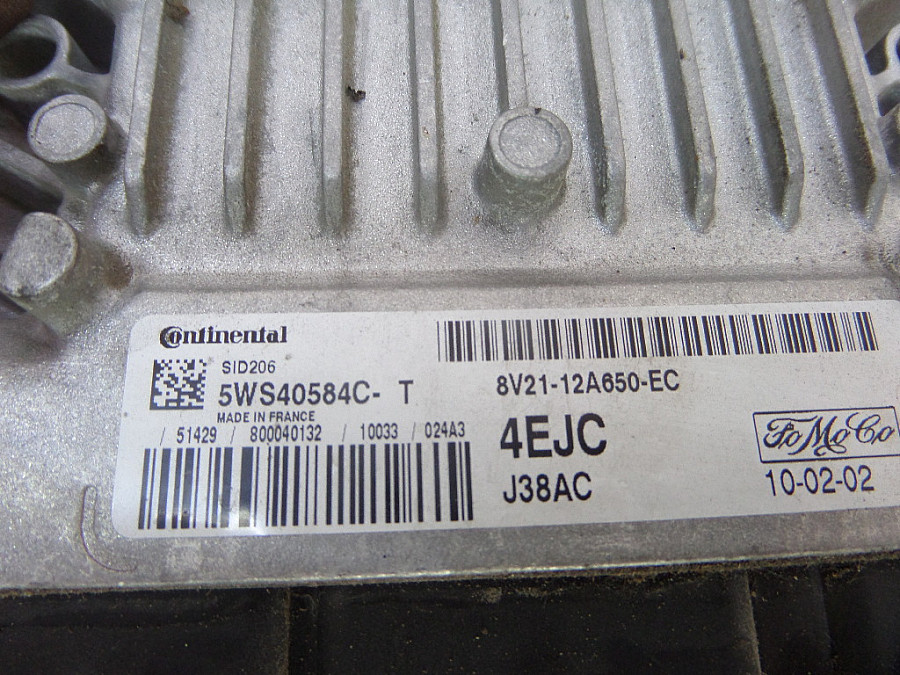 Continental
SID206
5WS40584C- T
MADE IN FRANCE
/ 51429 / 800040132 / 10033 / 024A3
8V21-12A650-EC
4EJC
J38AC
FoMoCo
10-02-02